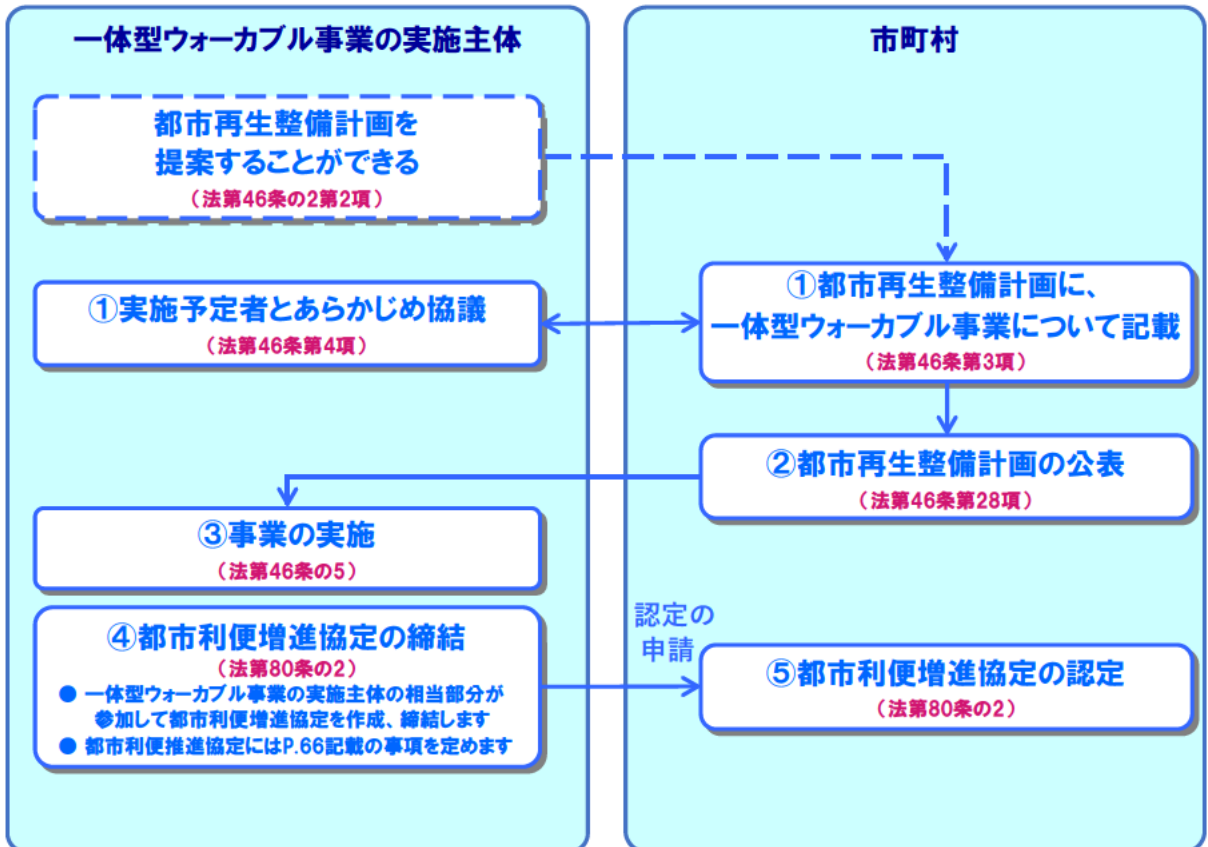 一体型ウォーカブル事業の実施主体
都市再生整備計画を
提案することができる
（法第46条の2第2項）
①実施予定者とあらかじめ協議
（法第46条第4項）
③事業の実施
（法第46条の5）
④都市利便増進協定の締結
（法第80条の2）
● 一体型ウォーカブル事業の実施主体の相当部分が
参加して都市利便増進協定を作成、締結します
● 都市利便推進協定にはP.66記載の事項を定めます
認定の
申請
市町村
①都市再生整備計画に、
一体型ウォーカブル事業について記載
（法第46条第3項）
②都市再生整備計画の公表
（法第46条第28項）
⑤都市利便増進協定の認定
（法第80条の2）